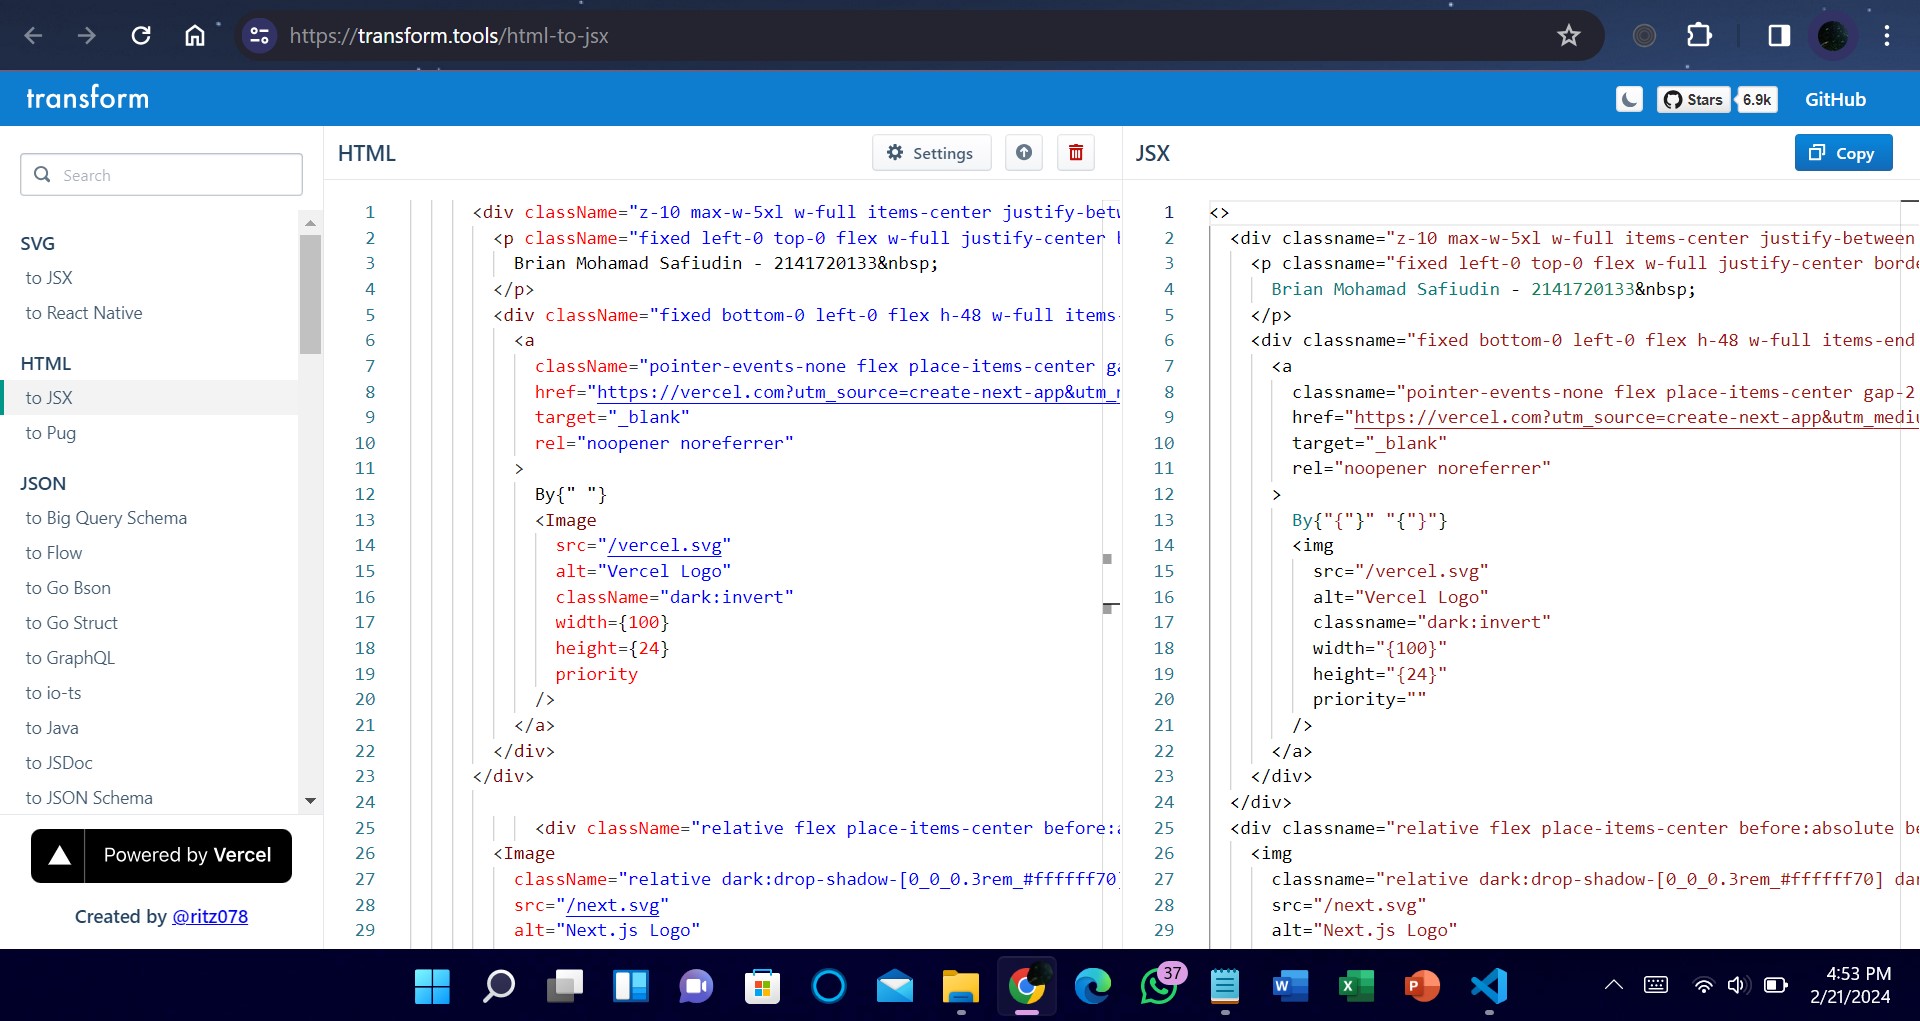 https://transform.tools/html-to-jsx
transform
Stars
6.9k
GitHub
Search
SVG
to JSX
to React Native
HTML
to JSX
to Pug
JSON
to Big Query Schema
to Flow
to Go Bson
to Go Struct
to GraphQL
to io-ts
to Java
to JSDoc
to JSON Schema
Powered by Vercel
Created by @ritz078
HTML
Settings
1 <div className="z-10 max-w-5xl w-full items-center justify-betw
2 <p className="fixed left-0 top-0 flex w-full justify-center
3 Brian Mohamad Safiudin - 2141720133&nbsp;
4 </p>
5 <div className="fixed bottom-0 left-0 flex h-48 w-full items-
6 <a
7 className="pointer-events-none flex place-items-center ga
8 href="https://vercel.com?utm_source=create-next-app&utm_
9 target="_blank"
10 rel="noopener noreferrer"
11 >
12 By{" "}
13 <Image
14 src="/vercel.svg"
15 alt="Vercel Logo"
16 className="dark:invert"
17 width={100}
18 height={24}
19 priority
20 />
21 </a>
22 </div>
23 </div>
24
25 <div className="relative flex place-items-center before:a
26 <Image
27 className="relative dark:drop-shadow-[0_0_0.3rem_#ffffff70]
28 src="/next.svg"
29 alt="Next.js Logo"
JSX
Copy
1 <>
2 <div classname="z-10 max-w-5xl w-full items-center justify-between
3 <p classname="fixed left-0 top-0 flex w-full justify-center borde
4 Brian Mohamad Safiudin - 2141720133&nbsp;
5 </p>
6 <div classname="fixed bottom-0 left-0 flex h-48 w-full items-end
7 <a
8 classname="pointer-events-none flex place-items-center gap-2
9 href="https://vercel.com?utm_source=create-next-app&utm_mediu
10 target="_blank"
11 rel="noopener noreferrer"
12 >
13 By{"{"}" "{"}"}
14 <img
15 src="/vercel.svg"
16 alt="Vercel Logo"
17 classname="dark:invert"
18 width="{100}"
19 height="{24}"
20 priority=""
21 />
22 </a>
23 </div>
24 </div>
25 <div classname="relative flex place-items-center before:absolute be
26 <img
27 classname="relative dark:drop-shadow-[0_0_0.3rem_#ffffff70] dar
28 src="/next.svg"
29 alt="Next.js Logo"
37
4:53 PM
2/21/2024